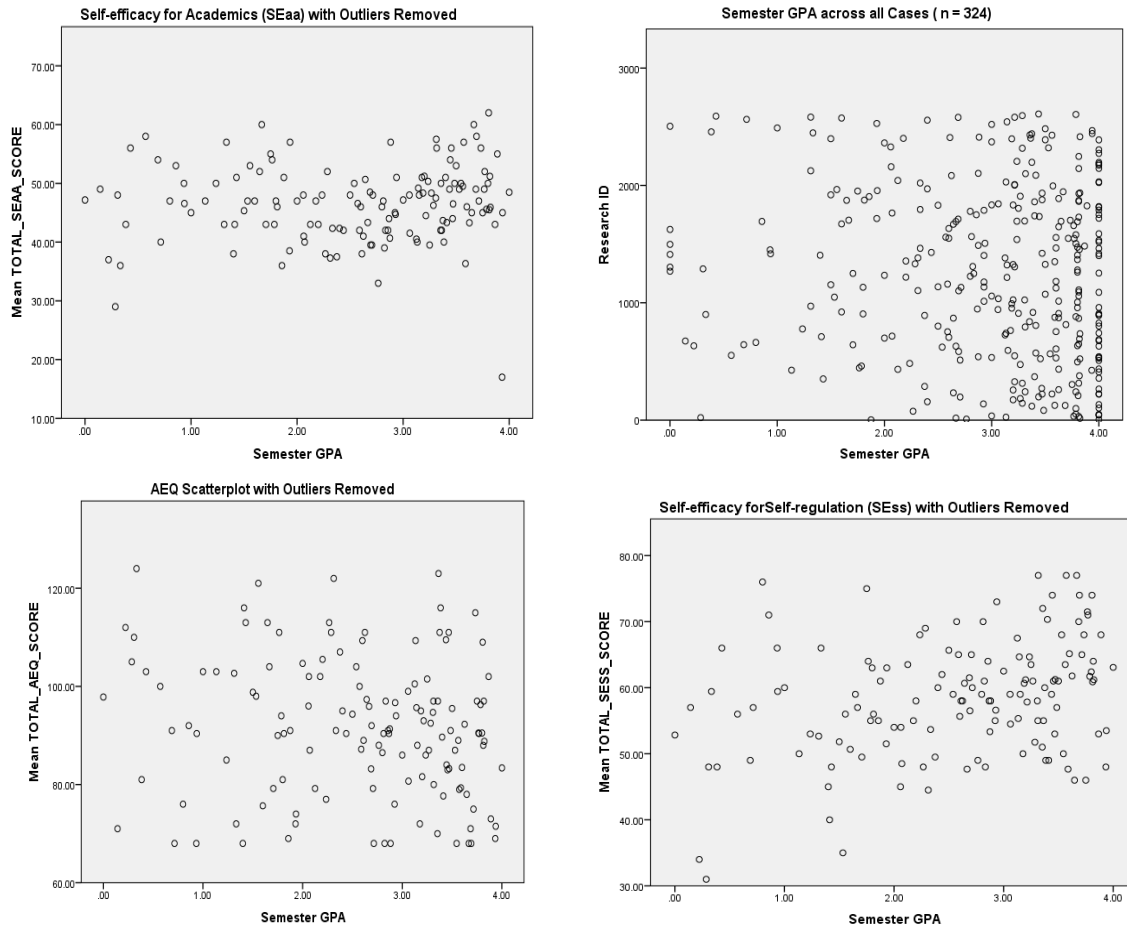 Self-efficacy for Academics (SEaa) with Outliers Removed
70.00
60.00
50.00
40.00
30.00
20.00
10.00
Mean TOTAL_SEAA_SCORE
.00 1.00 2.00 3.00 4.00
Semester GPA
Semester GPA across all Cases ( n = 324)
3000
2000
1000
0
Research ID
.00 1.00 2.00 3.00 4.00
Semester GPA
AEQ Scatterplot with Outliers Removed
120.00
100.00
80.00
60.00
Mean TOTAL_AEQ_SCORE
.00 1.00 2.00 3.00 4.00
Semester GPA
Self-efficacy forSelf-regulation (SEss) with Outliers Removed
80.00
70.00
60.00
50.00
40.00
30.00
Mean TOTAL_SESS_SCORE
.00 1.00 2.00 3.00 4.00
Semester GPA